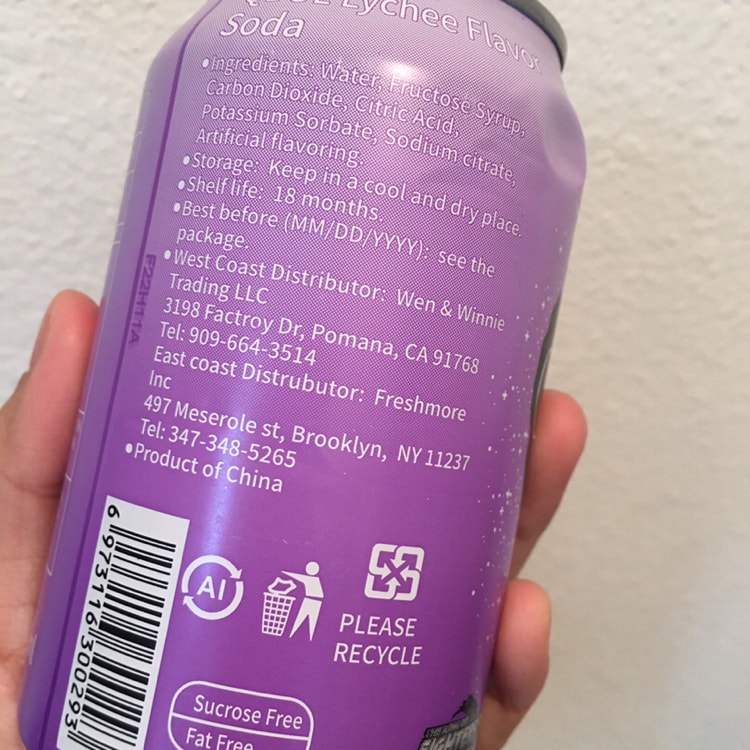 Lychee Flavor
Soda
•Ingredients: Water, Fructose Syrup,
Carbon Dioxide, Citric Acid,
Potassium Sorbate, Sodium citrate,
Artificial flavoring.
•Storage: Keep in a cool and dry place.
•Shelf life: 18 months.
•Best before (MM/DD/YYYY): see the
package.
•West Coast Distributor: Wen & Winnie
Trading LLC
3198 Factroy Dr, Pomana, CA 91768
Tel: 909-664-3514
East coast Distrubutor: Freshmore
Inc
497 Meserole st, Brooklyn, NY 11237
Tel: 347-348-5265
•Product of China
F22H11A
6 973116 300293
Al
PLEASE
RECYCLE
Sucrose Free
Fat Free